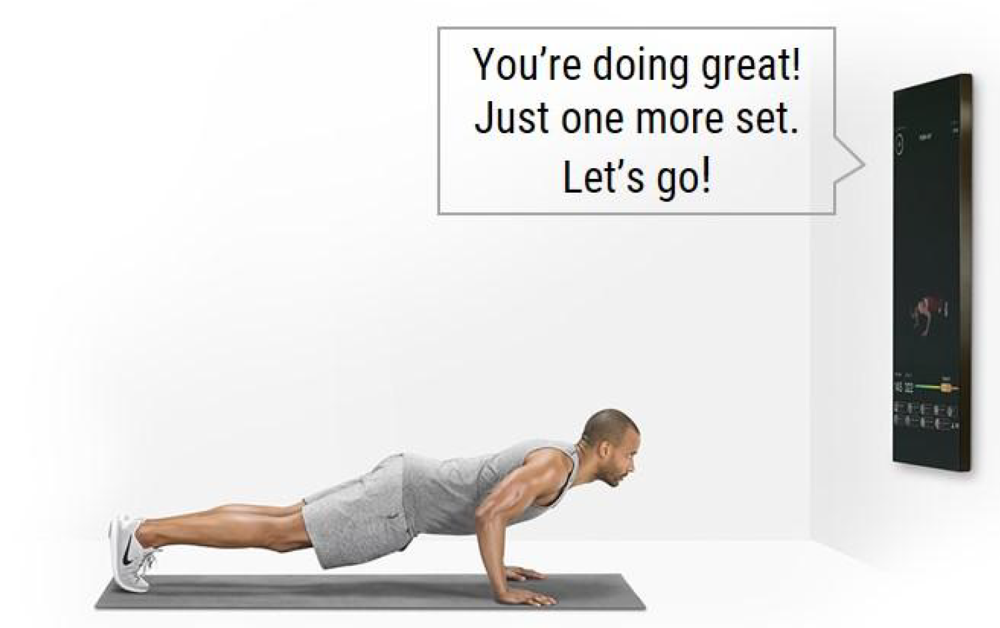 You’re doing great!
Just one more set.
Let’s go!